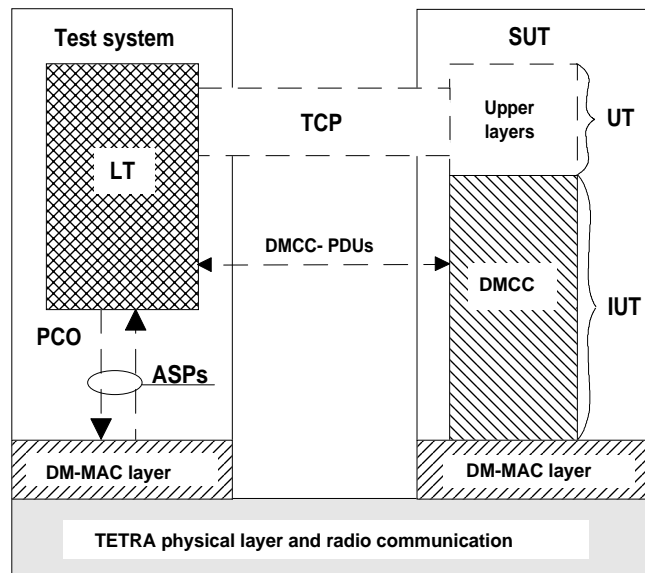 Test system
SUT
LT
TCP
Upper
layers
UT
DMCC- PDUs
DMCC
IUT
PCO
ASPs
DM-MAC layer
DM-MAC layer
TETRA physical layer and radio communication